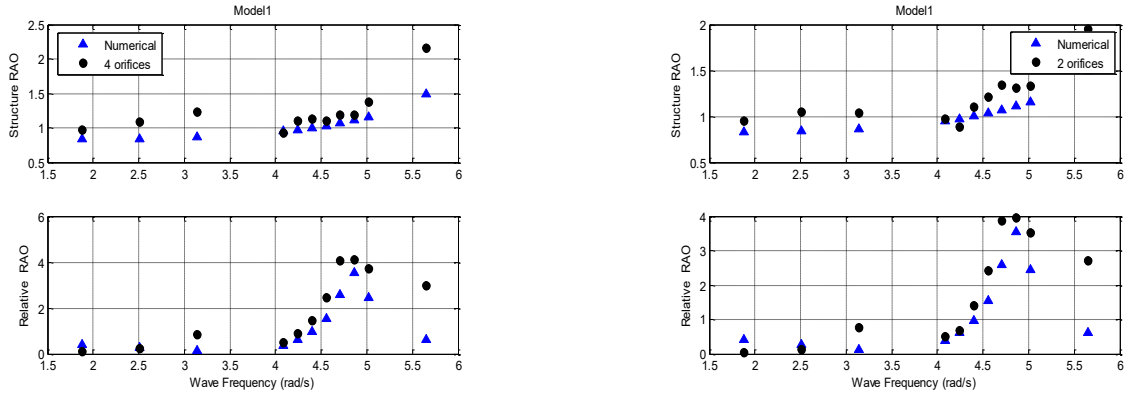 Model1
Structure RAO
2.5
2
1.5
1
0.5
Numerical
4 orifices
1.5 2 2.5 3 3.5 4 4.5 5 5.5 6
Relative RAO
6
4
2
0
1.5 2 2.5 3 3.5 4 4.5 5 5.5 6
Wave Frequency (rad/s)
Model1
Structure RAO
2
1.5
1
0.5
Numerical
2 orifices
1.5 2 2.5 3 3.5 4 4.5 5 5.5 6
Relative RAO
4
3
2
1
0
1.5 2 2.5 3 3.5 4 4.5 5 5.5 6
Wave Frequency (rad/s)